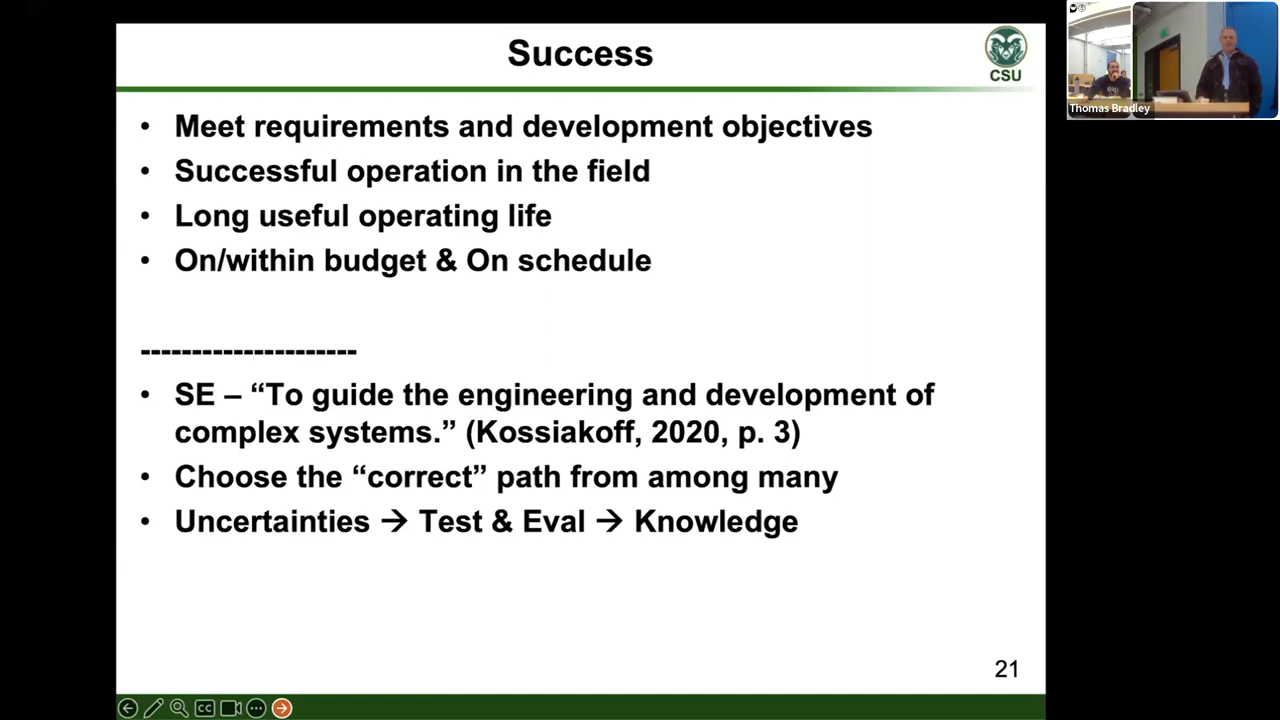 Success
CSU
• Meet requirements and development objectives
• Successful operation in the field
• Long useful operating life
• On/within budget & On schedule
---------------------
• SE – “To guide the engineering and development of
complex systems.” (Kossiakoff, 2020, p. 3)
• Choose the “correct” path from among many
• Uncertainties → Test & Eval → Knowledge
21
CC
Thomas Bradley